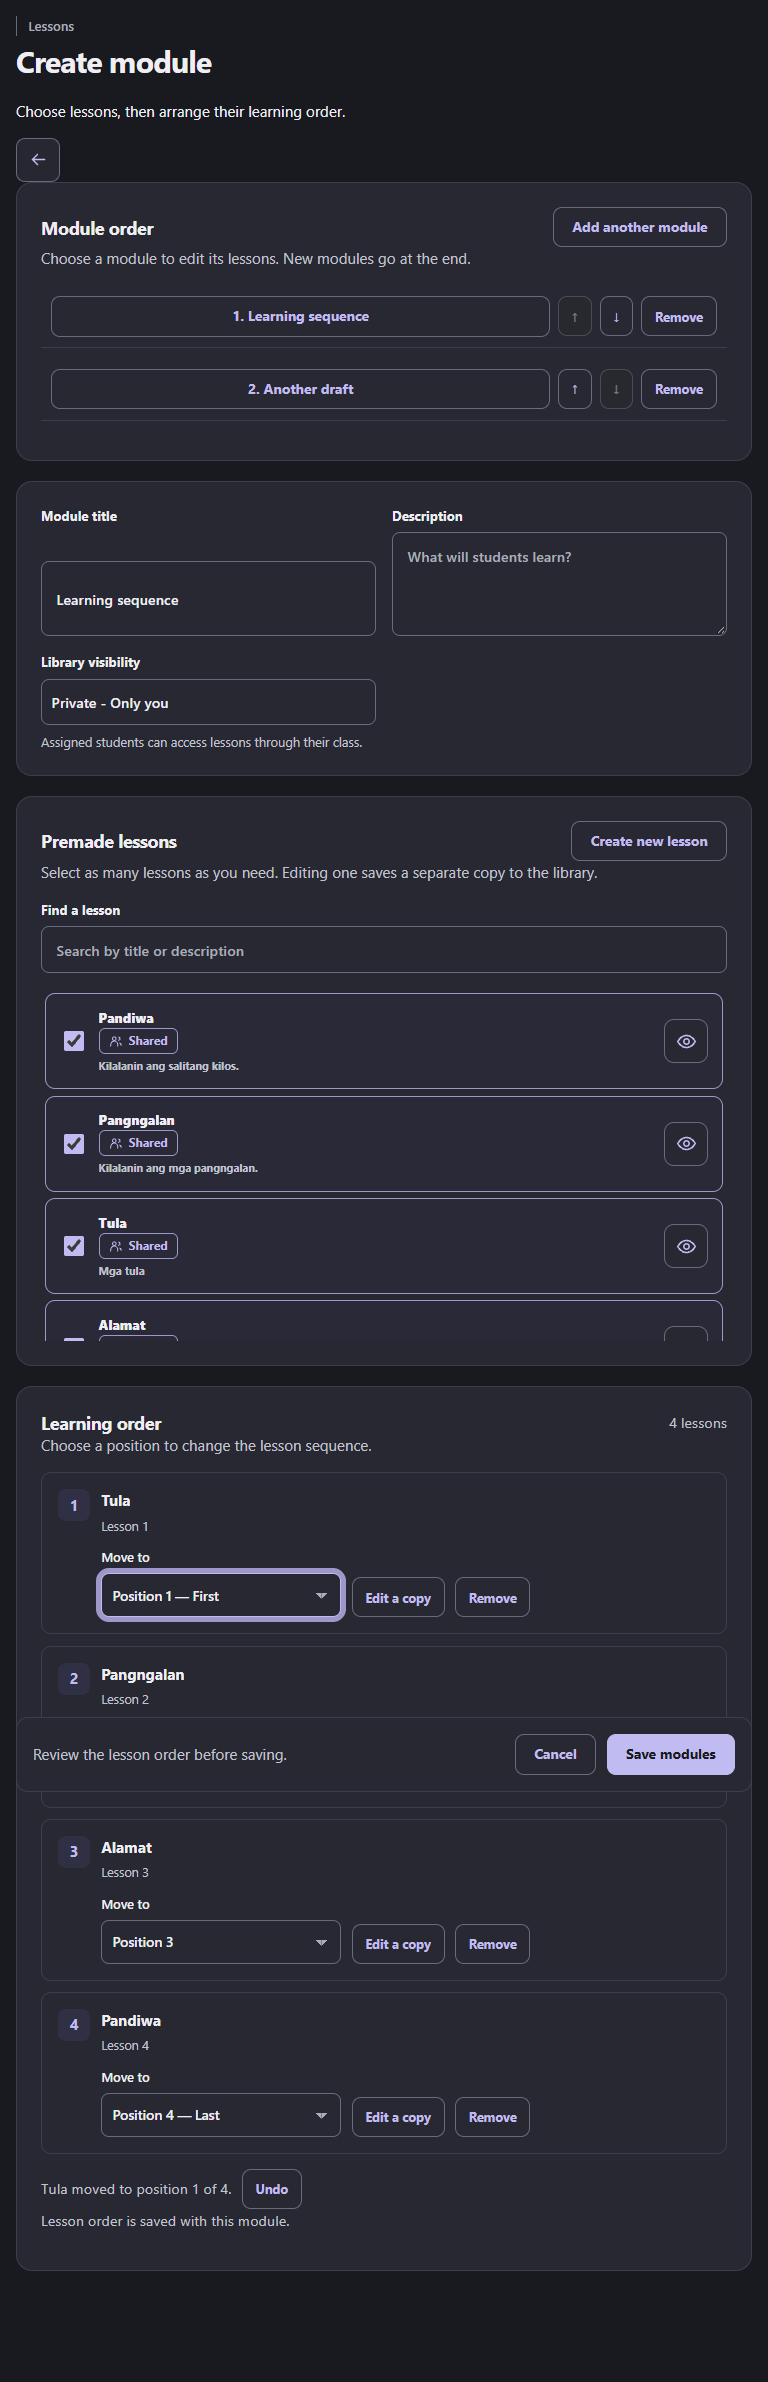 Lessons
Create module
Choose lessons, then arrange their learning order.
←
Module order
Add another module
Choose a module to edit its lessons. New modules go at the end.
1. Learning sequence
↑
↓
Remove
2. Another draft
↑
↓
Remove
Module title
Description
What will students learn?
Learning sequence
Library visibility
Private - Only you
Assigned students can access lessons through their class.
Premade lessons
Create new lesson
Select as many lessons as you need. Editing one saves a separate copy to the library.
Find a lesson
Search by title or description
Pandiwa
Shared
Kilalanin ang salitang kilos.
Pangngalan
Shared
Kilalanin ang mga pangngalan.
Tula
Shared
Mga tula
Alamat
Learning order
4 lessons
Choose a position to change the lesson sequence.
1
Tula
Lesson 1
Move to
Position 1 — First
Edit a copy
Remove
2
Pangngalan
Lesson 2
Review the lesson order before saving.
Cancel
Save modules
3
Alamat
Lesson 3
Move to
Position 3
Edit a copy
Remove
4
Pandiwa
Lesson 4
Move to
Position 4 — Last
Edit a copy
Remove
Tula moved to position 1 of 4.
Undo
Lesson order is saved with this module.